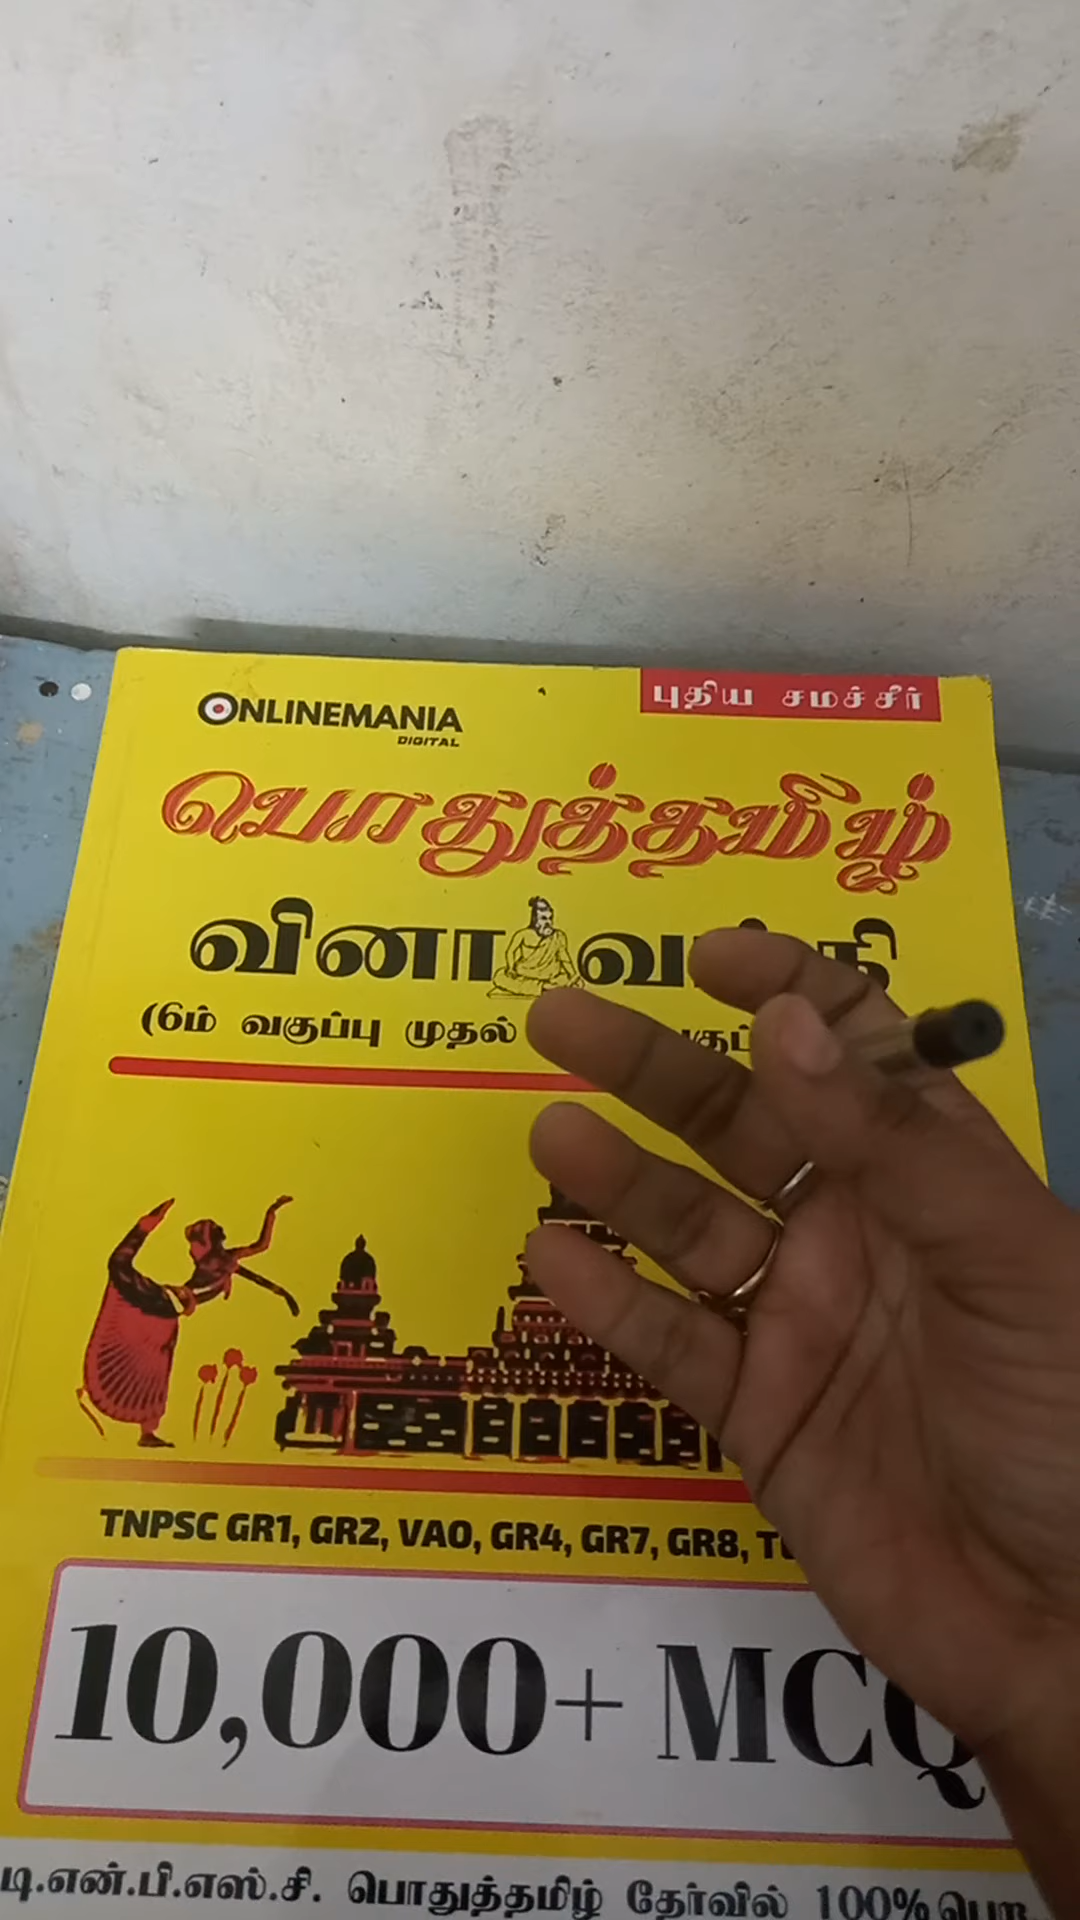 ONLINEMANIA
DIGITAL
புதிய சமச்சீர்
பொதுத்தமிழ்
வினா
(6ம் வகுப்பு முதல்
TNPSC GR1, GR2, VAO, GR4, GR7, GR8,
10,000+
டி.என்.பி.எஸ்.சி. பொதுத்தமிழ் தேர்வில் 100%